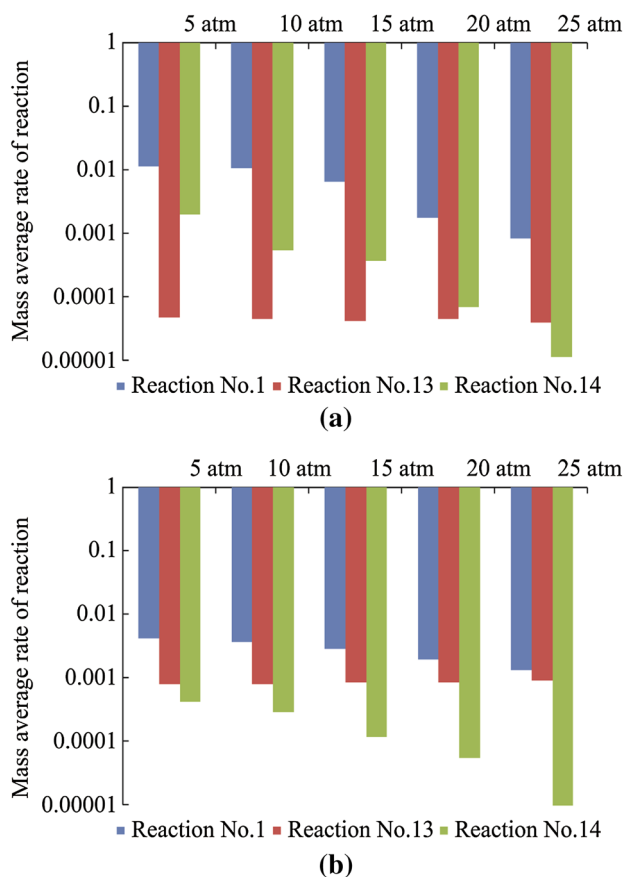 5 atm 10 atm 15 atm 20 atm 25 atm
1
0.1
0.01
0.001
0.0001
0.00001
Mass average rate of reaction
Reaction No.1 Reaction No.13 Reaction No.14
(a)
5 atm 10 atm 15 atm 20 atm 25 atm
1
0.1
0.01
0.001
0.0001
0.00001
Mass average rate of reaction
Reaction No.1 Reaction No.13 Reaction No.14
(b)